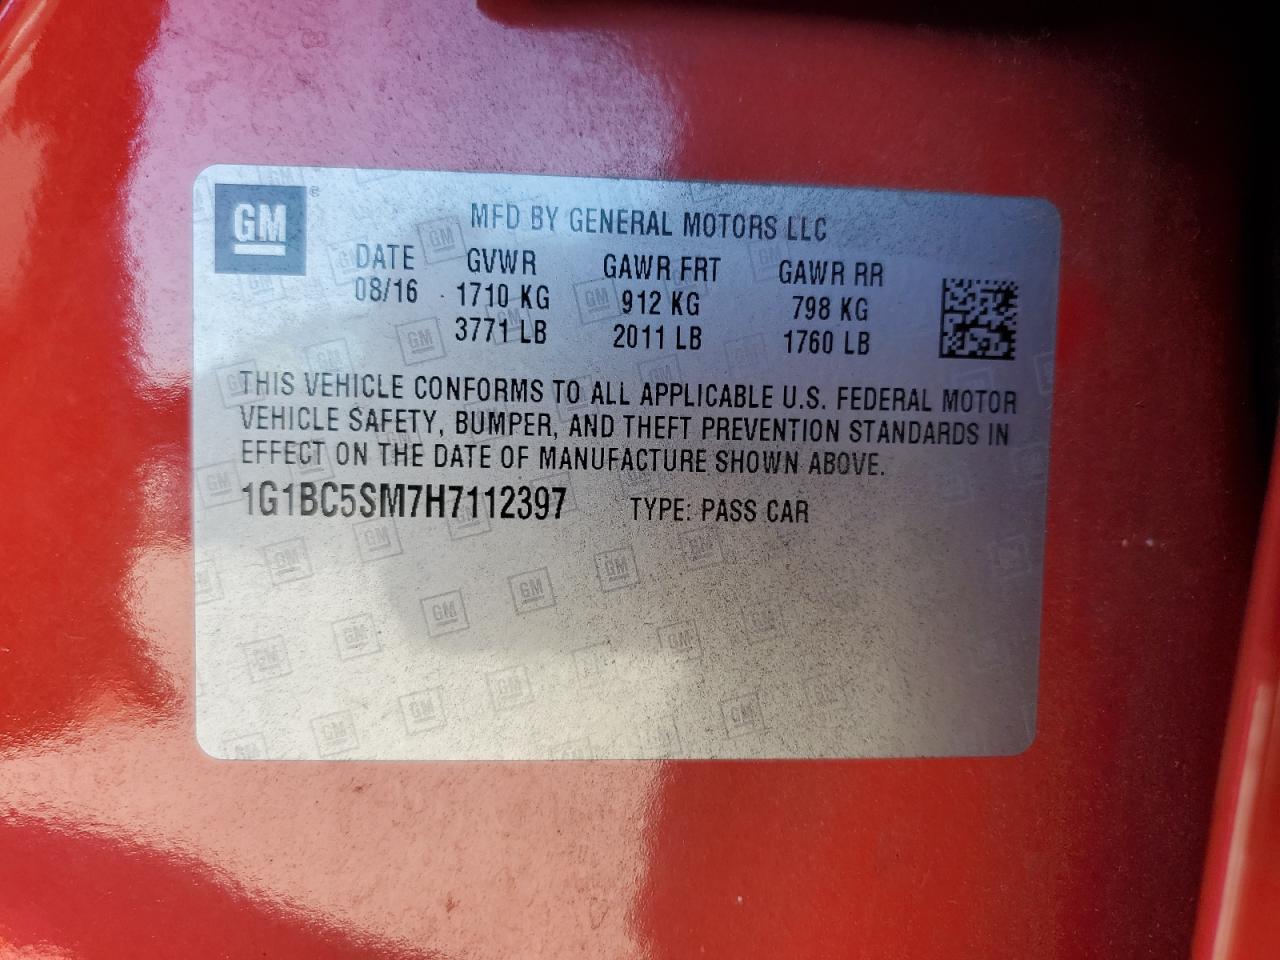 GM ®
MFD BY GENERAL MOTORS LLC
DATE GVWR GAWR FRT GAWR RR
08/16 1710 KG 912 KG 798 KG
3771 LB 2011 LB 1760 LB
THIS VEHICLE CONFORMS TO ALL APPLICABLE U.S. FEDERAL MOTOR
VEHICLE SAFETY, BUMPER, AND THEFT PREVENTION STANDARDS IN
EFFECT ON THE DATE OF MANUFACTURE SHOWN ABOVE.
1G1BC5SM7H7112397 TYPE: PASS CAR